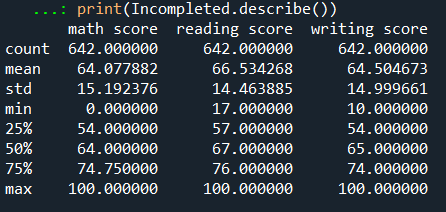 ...: print(Incompleted.describe())
math score reading score writing score
count 642.000000 642.000000 642.000000
mean 64.077882 66.534268 64.504673
std 15.192376 14.463885 14.999661
min 0.000000 17.000000 10.000000
25% 54.000000 57.000000 54.000000
50% 64.000000 67.000000 65.000000
75% 74.750000 76.000000 74.000000
max 100.000000 100.000000 100.000000